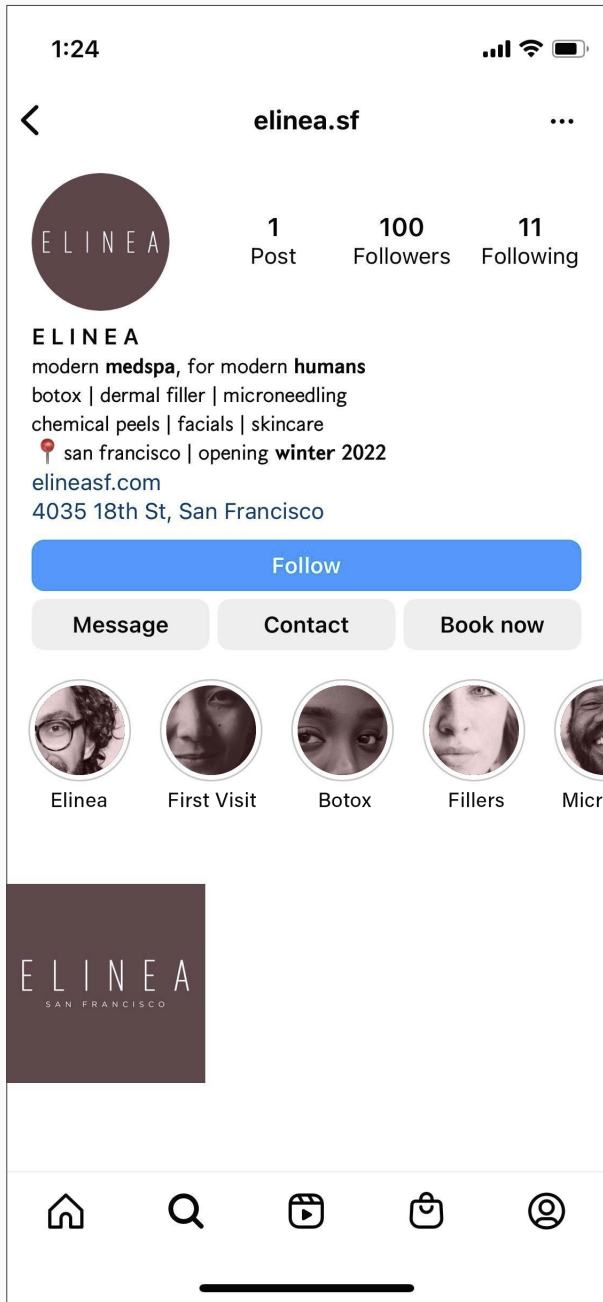 1:24
elinea.sf
ELINEA
1 100 11
Post Followers Following
ELINEA
modern medspa, for modern humans
botox | dermal filler | microneedling
chemical peels | facials | skincare
san francisco | opening winter 2022
elineasf.com
4035 18th St, San Francisco
Follow
Message Contact Book now
Elinea First Visit Botox Fillers Micr
ELINEA
SAN FRANCISCO